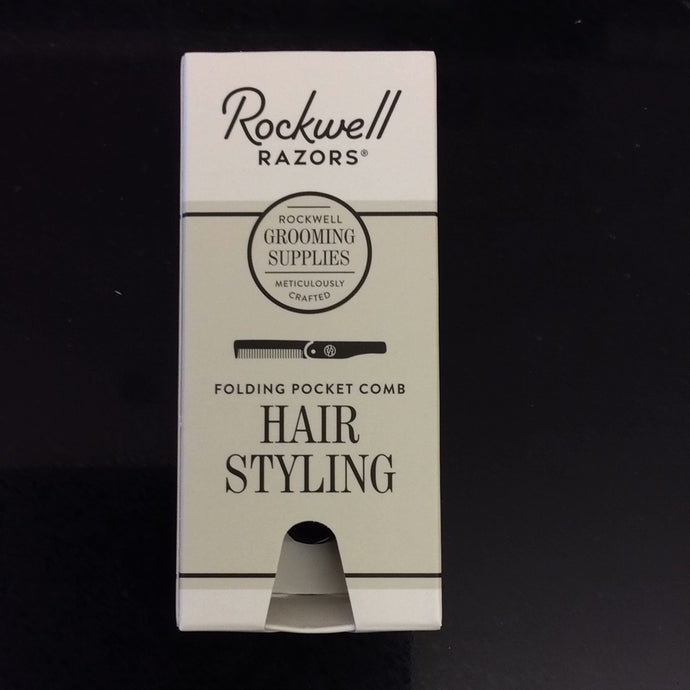 Rockwell
RAZORS®
ROCKWELL
GROOMING
SUPPLIES
METICULOUSLY
CRAFTED
FOLDING POCKET COMB
HAIR
STYLING